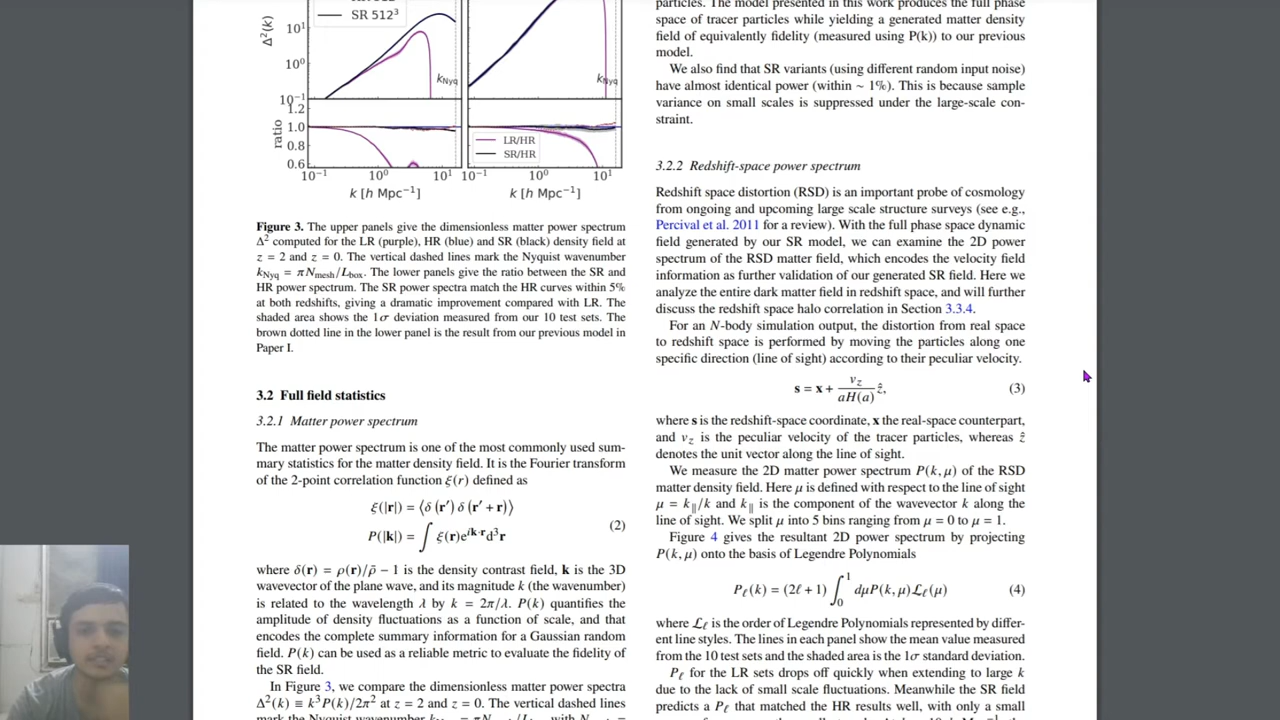 SR 512³
Δ²(k)
10¹
10⁰
10⁻¹
k_Nyq
k_Nyq
ratio
1.2
1.0
0.8
0.6
LR/HR
SR/HR
10⁻¹ 10⁰ 10¹ 10⁻¹ 10⁰ 10¹
k [h Mpc⁻¹] k [h Mpc⁻¹]
Figure 3. The upper panels give the dimensionless matter power spectrum
Δ² computed for the LR (purple), HR (blue) and SR (black) density field at
z = 2 and z = 0. The vertical dashed lines mark the Nyquist wavenumber
k_Nyq = πN_mesh/L_box. The lower panels give the ratio between the SR and
HR power spectrum. The SR power spectra match the HR curves within 5%
at both redshifts, giving a dramatic improvement compared with LR. The
shaded area shows the 1σ deviation measured from our 10 test sets. The
brown dotted line in the lower panel is the result from our previous model in
Paper I.
3.2 Full field statistics
3.2.1 Matter power spectrum
The matter power spectrum is one of the most commonly used sum-
mary statistics for the matter density field. It is the Fourier transform
of the 2-point correlation function ξ(r) defined as
ξ(|r|) = ⟨δ (r′) δ (r′ + r)⟩
P(|k|) = ∫ ξ(r)e^{ik·r}d³r
(2)
where δ(r) = ρ(r)/ρ̄ − 1 is the density contrast field, k is the 3D
wavevector of the plane wave, and its magnitude k (the wavenumber)
is related to the wavelength λ by k = 2π/λ. P(k) quantifies the
amplitude of density fluctuations as a function of scale, and that
encodes the complete summary information for a Gaussian random
field. P(k) can be used as a reliable metric to evaluate the fidelity of
the SR field.
In Figure 3, we compare the dimensionless matter power spectra
Δ²(k) ≡ k³P(k)/2π² at z = 2 and z = 0. The vertical dashed lines
mark the Nyquist wavenumber
particles. The model presented in this work produces the full phase
space of tracer particles while yielding a generated matter density
field of equivalently fidelity (measured using P(k)) to our previous
model.
We also find that SR variants (using different random input noise)
have almost identical power (within ∼ 1%). This is because sample
variance on small scales is suppressed under the large-scale con-
straint.
3.2.2 Redshift-space power spectrum
Redshift space distortion (RSD) is an important probe of cosmology
from ongoing and upcoming large scale structure surveys (see e.g.,
Percival et al. 2011 for a review). With the full phase space dynamic
field generated by our SR model, we can examine the 2D power
spectrum of the RSD matter field, which encodes the velocity field
information as further validation of our generated SR field. Here we
analyze the entire dark matter field in redshift space, and will further
discuss the redshift space halo correlation in Section 3.3.4.
For an N-body simulation output, the distortion from real space
to redshift space is performed by moving the particles along one
specific direction (line of sight) according to their peculiar velocity.
s = x + v_z/aH(a) ẑ, (3)
where s is the redshift-space coordinate, x the real-space counterpart,
and v_z is the peculiar velocity of the tracer particles, whereas ẑ
denotes the unit vector along the line of sight.
We measure the 2D matter power spectrum P(k, μ) of the RSD
matter density field. Here μ is defined with respect to the line of sight
μ = k_∥/k and k_∥ is the component of the wavevector k along the
line of sight. We split μ into 5 bins ranging from μ = 0 to μ = 1.
Figure 4 gives the resultant 2D power spectrum by projecting
P(k, μ) onto the basis of Legendre Polynomials
P_ℓ(k) = (2ℓ + 1) ∫₀¹ dμP(k, μ)ℒ_ℓ(μ) (4)
where ℒ_ℓ is the order of Legendre Polynomials represented by differ-
ent line styles. The lines in each panel show the mean value measured
from the 10 test sets and the shaded area is the 1σ standard deviation.
P_ℓ for the LR sets drops off quickly when extending to large k
due to the lack of small scale fluctuations. Meanwhile the SR field
predicts a P_ℓ that matched the HR results well, with only a small